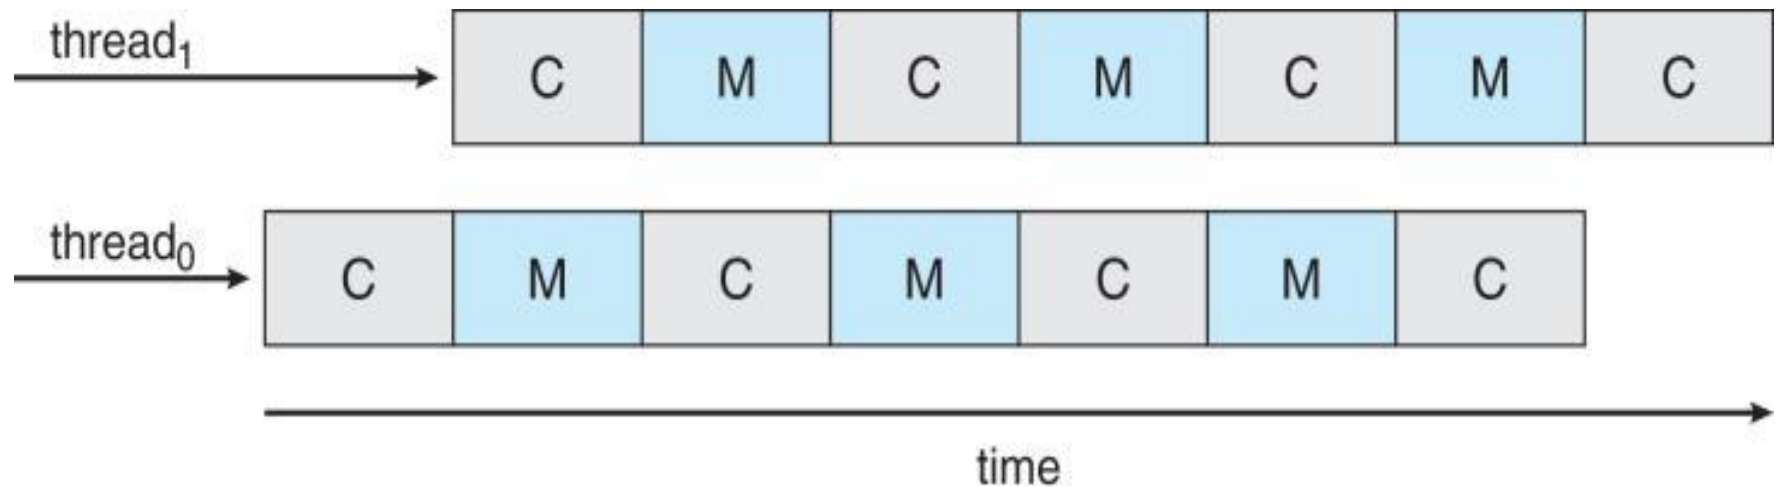 thread₁
C M C M C M C
thread₀
C M C M C M C
time